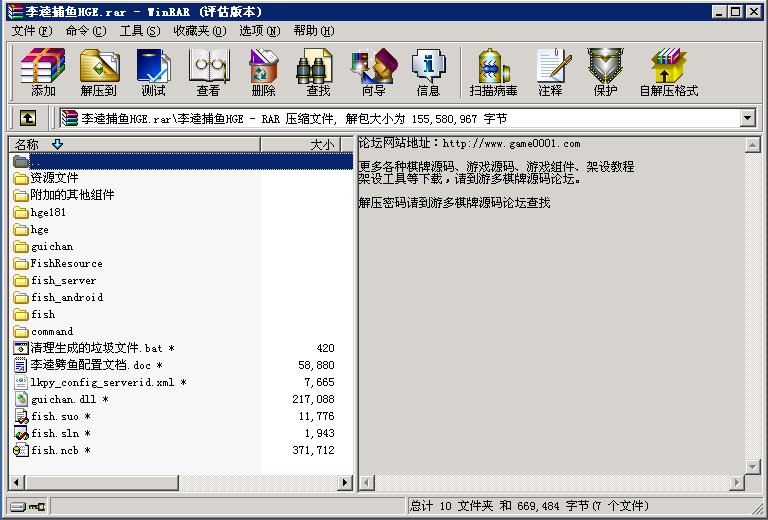 李逵捕鱼HGE.rar - WinRAR (评估版本)
文件(F) 命令(C) 工具(S) 收藏夹(O) 选项(N) 帮助(H)
添加 解压到 测试 查看 删除 查找 向导 信息 扫描病毒 注释 保护 自解压格式
李逵捕鱼HGE.rar\李逵捕鱼HGE - RAR 压缩文件, 解包大小为 155,580,967 字节
名称 大小
..
资源文件
附加的其他组件
hge181
hge
guichan
FishResource
fish_server
fish_android
fish
command
清理生成的垃圾文件.bat * 420
李逵劈鱼配置文档.doc * 58,880
lkpy_config_serverid.xml * 7,665
guichan.dll * 217,088
fish.suo * 11,776
fish.sln * 1,943
fish.ncb * 371,712
论坛网站地址：http://www.game0001.com
更多各种棋牌源码、游戏源码、游戏组件、架设教程
架设工具等下载，请到游多棋牌源码论坛。
解压密码请到游多棋牌源码论坛查找
总计 10 文件夹 和 669,484 字节(7 个文件)